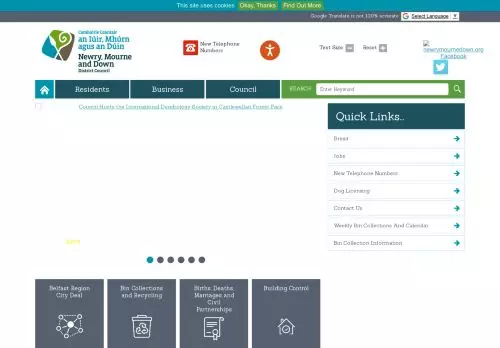 This site uses cookies Okay, Thanks Find Out More
Google Translate is not 100% accurate Select Language
Comhairle Ceantair
an Iúir, Mhúrn
agus an Dúin
Newry, Mourne
and Down
District Council
New Telephone
Numbers
Text Size
Reset
newrymournedown.org
Facebook
Residents
Business
Council
SEARCH
Enter Keyword
Council Hosts the International Dendrology Society in Castlewellan Forest Park
Quick Links..
Brexit
Jobs
New Telephone Numbers
Dog Licensing
Contact Us
Weekly Bin Collections And Calendar
Bin Collection Information
Belfast Region
City Deal
Bin Collections
and Recycling
Births, Deaths,
Marriages and
Civil
Partnerships
Building Control